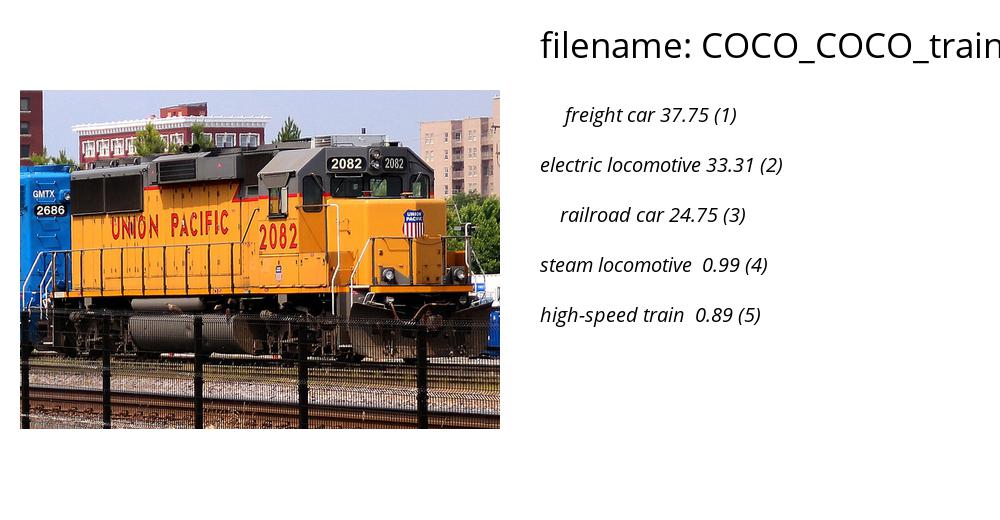 filename: COCO_COCO_train
freight car 37.75 (1)
electric locomotive 33.31 (2)
railroad car 24.75 (3)
steam locomotive 0.99 (4)
high-speed train 0.89 (5)
2082 2082
GMTX
2686
UNION PACIFIC
2082
UNION
PACIFIC